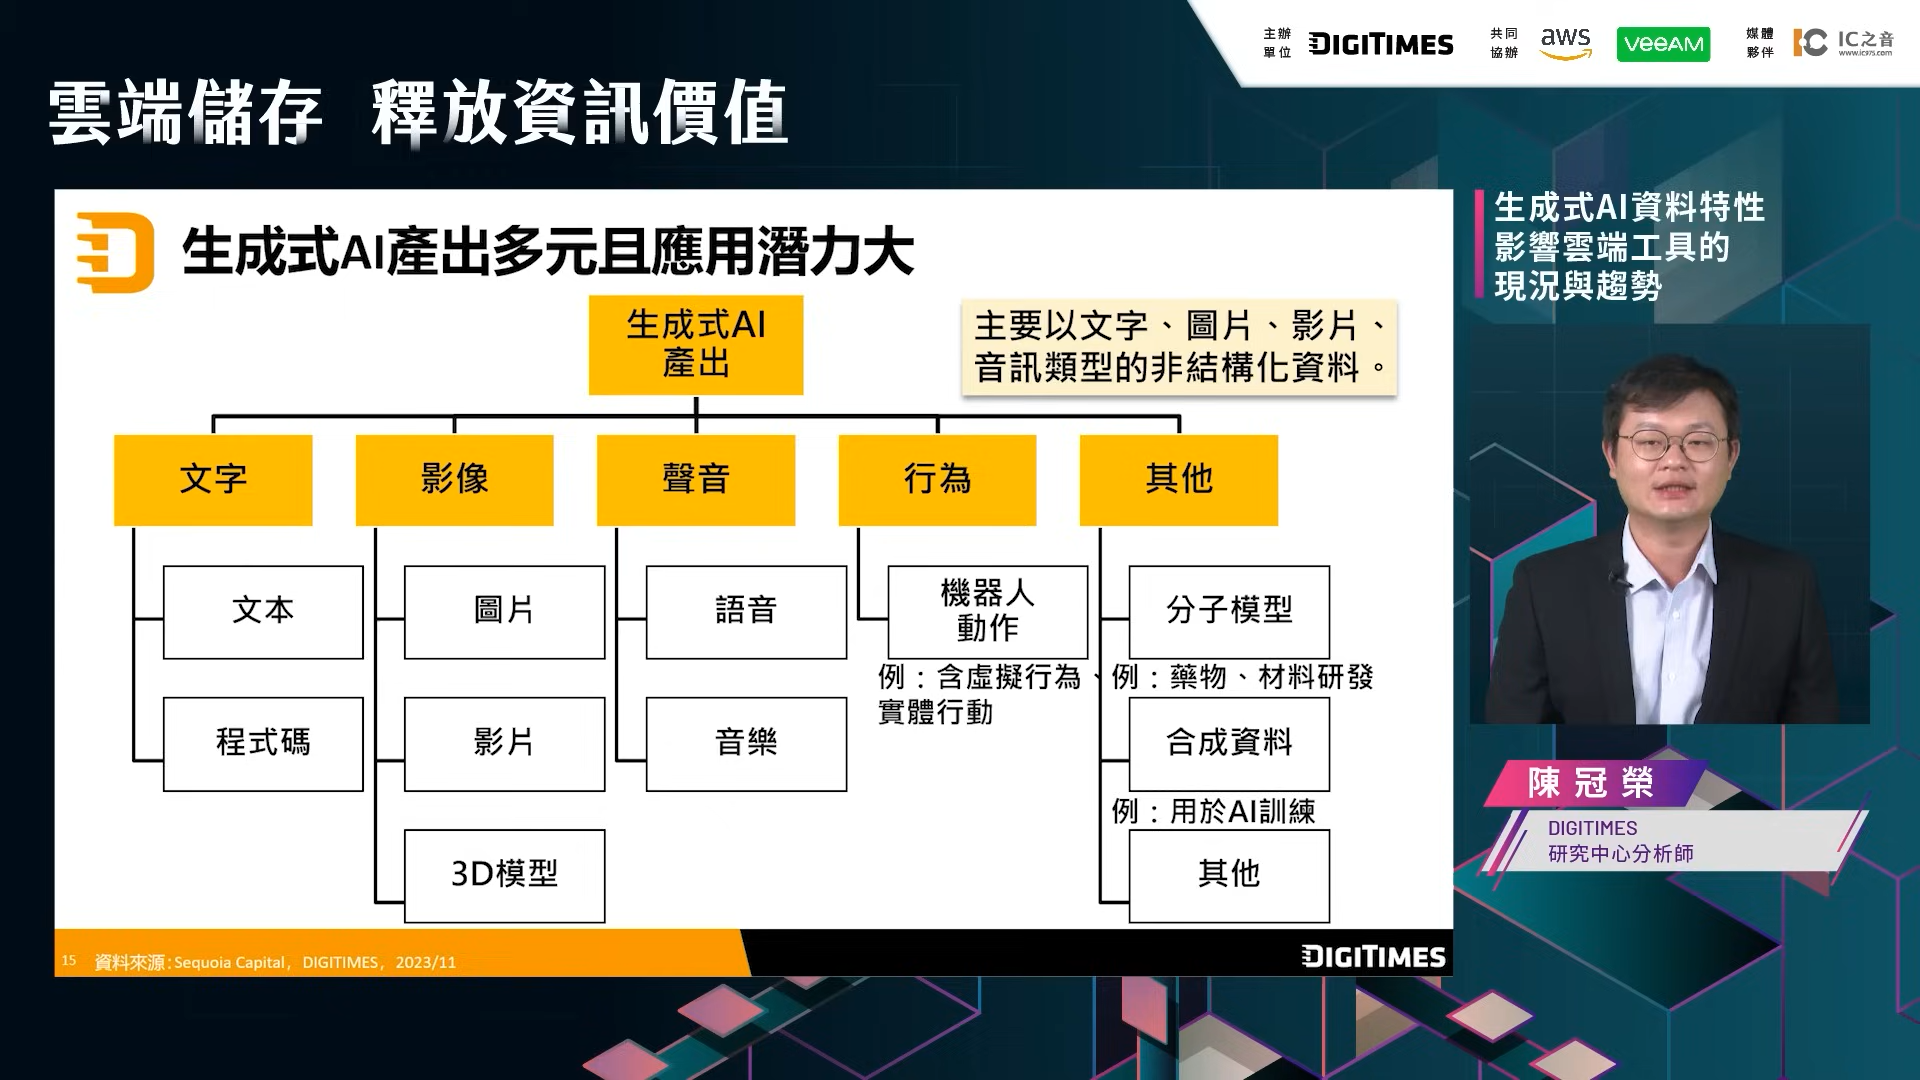 主辦
單位
DIGITIMES
共同
協辦
aws
veeAM
媒體
夥伴
IC之音
www.ic975.com
雲端儲存 釋放資訊價值
生成式AI資料特性
影響雲端工具的
現況與趨勢
生成式AI產出多元且應用潛力大
生成式AI
產出
主要以文字、圖片、影片、
音訊類型的非結構化資料。
文字
影像
聲音
行為
其他
文本
圖片
語音
機器人
動作
分子模型
例：含虛擬行為、
實體行動
例：藥物、材料研發
程式碼
影片
音樂
合成資料
例：用於AI訓練
3D模型
其他
15
資料來源：Sequoia Capital，DIGITIMES，2023/11
DIGITIMES
陳冠榮
DIGITIMES
研究中心分析師